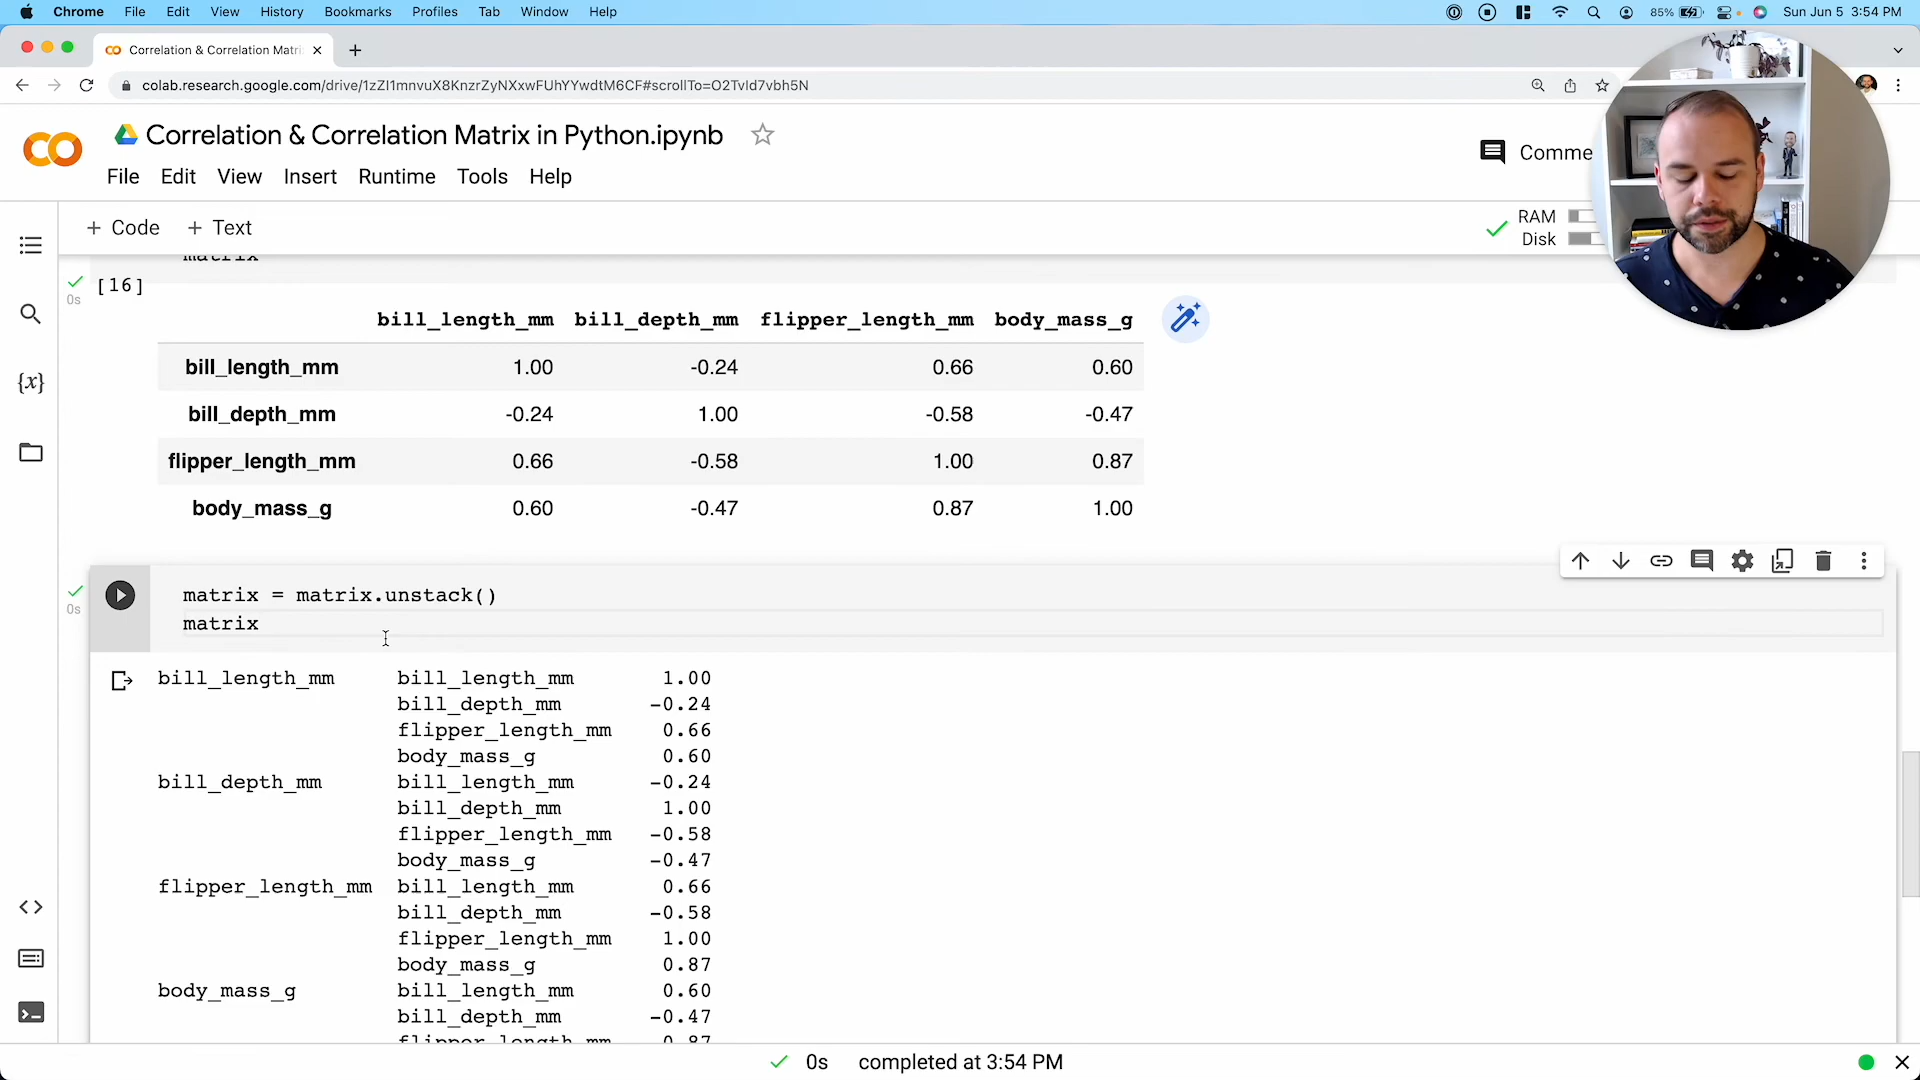 Chrome File Edit View History Bookmarks Profiles Tab Window Help 85% Sun Jun 5 3:54 PM
Correlation & Correlation Matri
colab.research.google.com/drive/1zZI1mnvuX8KnzrZyNXxwFUhYYwdtM6CF#scrollTo=O2TvId7vbh5N
Correlation & Correlation Matrix in Python.ipynb
Comme
File Edit View Insert Runtime Tools Help
+ Code + Text
RAM
Disk
matrix
[16]
0s
bill_length_mm bill_depth_mm flipper_length_mm body_mass_g
bill_length_mm 1.00 -0.24 0.66 0.60
bill_depth_mm -0.24 1.00 -0.58 -0.47
flipper_length_mm 0.66 -0.58 1.00 0.87
body_mass_g 0.60 -0.47 0.87 1.00
matrix = matrix.unstack()
0s
matrix
bill_length_mm bill_length_mm 1.00
bill_depth_mm -0.24
flipper_length_mm 0.66
body_mass_g 0.60
bill_depth_mm bill_length_mm -0.24
bill_depth_mm 1.00
flipper_length_mm -0.58
body_mass_g -0.47
flipper_length_mm bill_length_mm 0.66
bill_depth_mm -0.58
flipper_length_mm 1.00
body_mass_g 0.87
body_mass_g bill_length_mm 0.60
bill_depth_mm -0.47
flipper_length_mm 0.87
0s completed at 3:54 PM